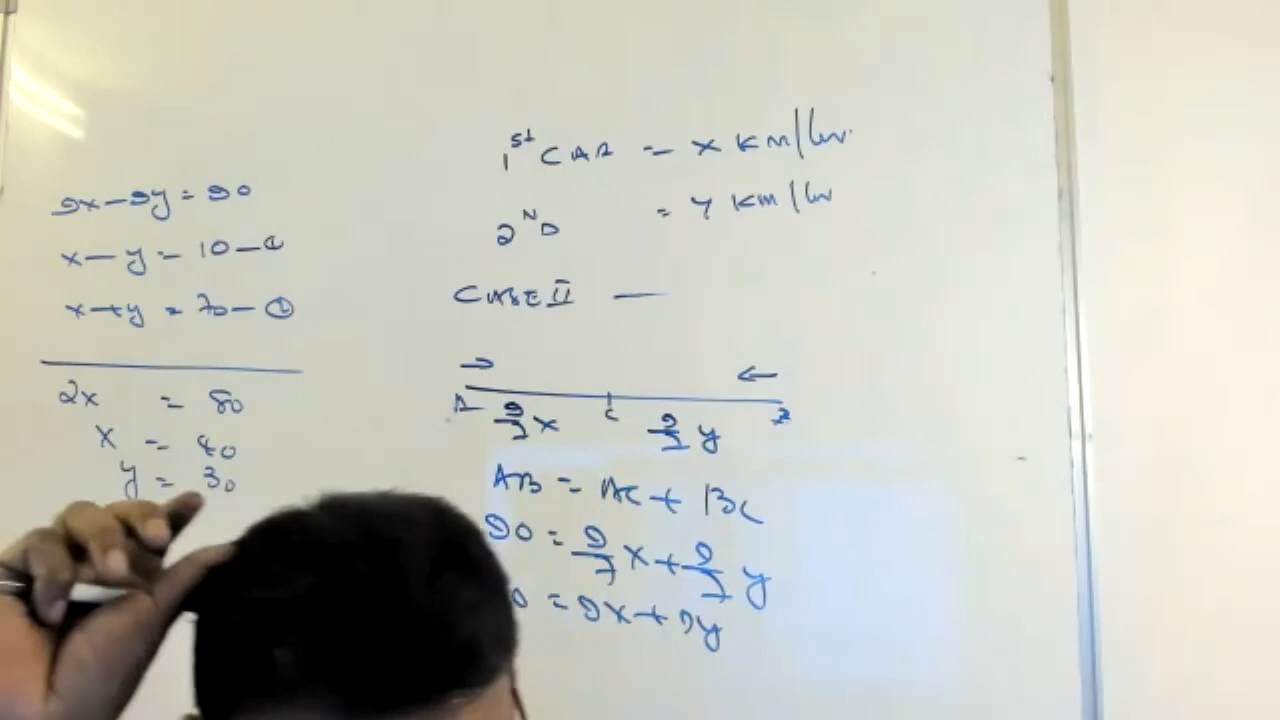 9x-9y=90
x-y=10-①
x+y=70-②
2x = 80
x = 40
y = 30
1st CAR = x km/hr
2ND = y km/hr
CASE II —
→ ←
A 9/7 x C 9/7 y B
AB = AC + BC
90 = 9/7 x + 9/7 y
0 = 9x + 9y